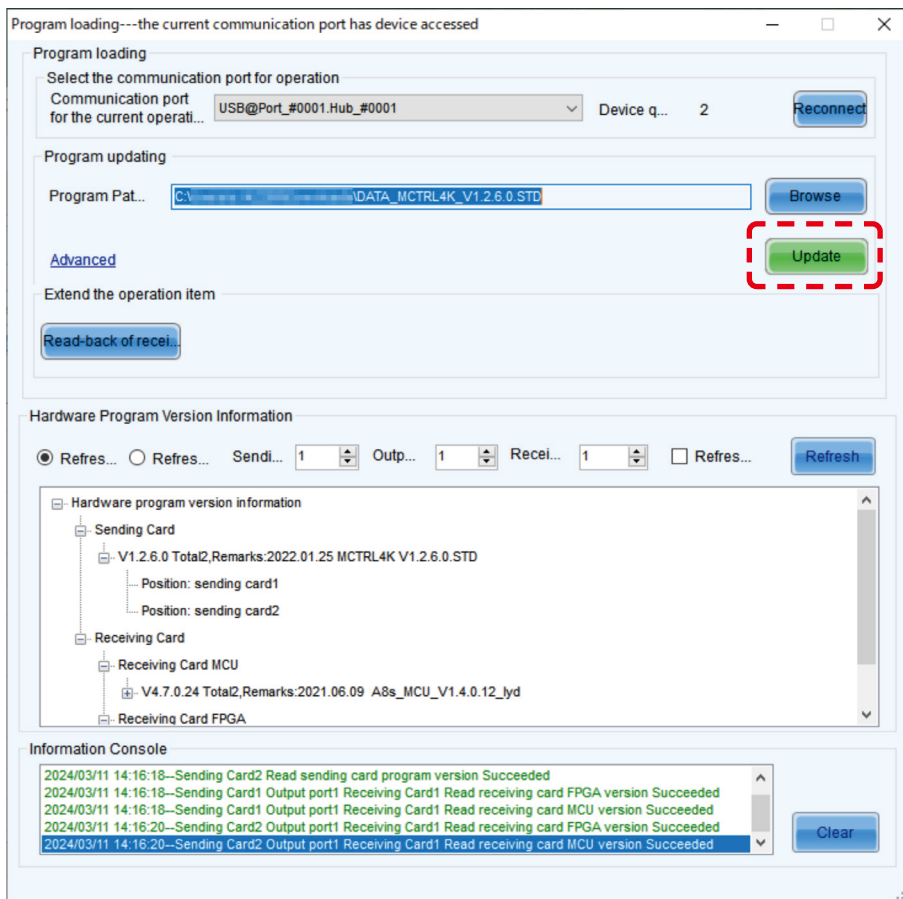 Program loading---the current communication port has device accessed
Program loading
Select the communication port for operation
Communication port
for the current operati...
USB@Port_#0001.Hub_#0001
Device q...
2
Reconnect
Program updating
Program Pat...
C:\ \DATA_MCTRL4K_V1.2.6.0.STD
Browse
Advanced
Update
Extend the operation item
Read-back of recei...
Hardware Program Version Information
Refres...
Refres...
Sendi...
1
Outp...
1
Recei...
1
Refres...
Refresh
Hardware program version information
Sending Card
V1.2.6.0 Total2,Remarks:2022.01.25 MCTRL4K V1.2.6.0.STD
Position: sending card1
Position: sending card2
Receiving Card
Receiving Card MCU
V4.7.0.24 Total2,Remarks:2021.06.09 A8s_MCU_V1.4.0.12_lyd
Receiving Card FPGA
Information Console
2024/03/11 14:16:18--Sending Card2 Read sending card program version Succeeded
2024/03/11 14:16:18--Sending Card1 Output port1 Receiving Card1 Read receiving card FPGA version Succeeded
2024/03/11 14:16:18--Sending Card1 Output port1 Receiving Card1 Read receiving card MCU version Succeeded
2024/03/11 14:16:20--Sending Card2 Output port1 Receiving Card1 Read receiving card FPGA version Succeeded
2024/03/11 14:16:20--Sending Card2 Output port1 Receiving Card1 Read receiving card MCU version Succeeded
Clear